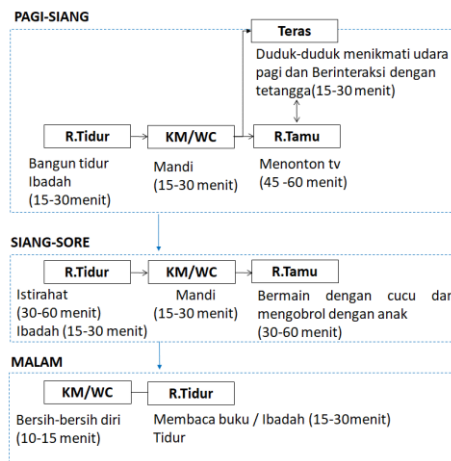 PAGI-SIANG
Teras
Duduk-duduk menikmati udara
pagi dan Berinteraksi dengan
tetangga(15-30 menit)
R.Tidur
KM/WC
R.Tamu
Bangun tidur
Ibadah
(15-30menit)
Mandi
(15-30 menit)
Menonton tv
(45 -60 menit)
SIANG-SORE
R.Tidur
KM/WC
R.Tamu
Istirahat
(30-60 menit)
Ibadah (15-30 menit)
Mandi
(15-30 menit)
Bermain dengan cucu dar
mengobrol dengan anak
(30-60 menit)
MALAM
KM/WC
R.Tidur
Bersih-bersih diri
(10-15 menit)
Membaca buku / Ibadah (15-30menit)
Tidur